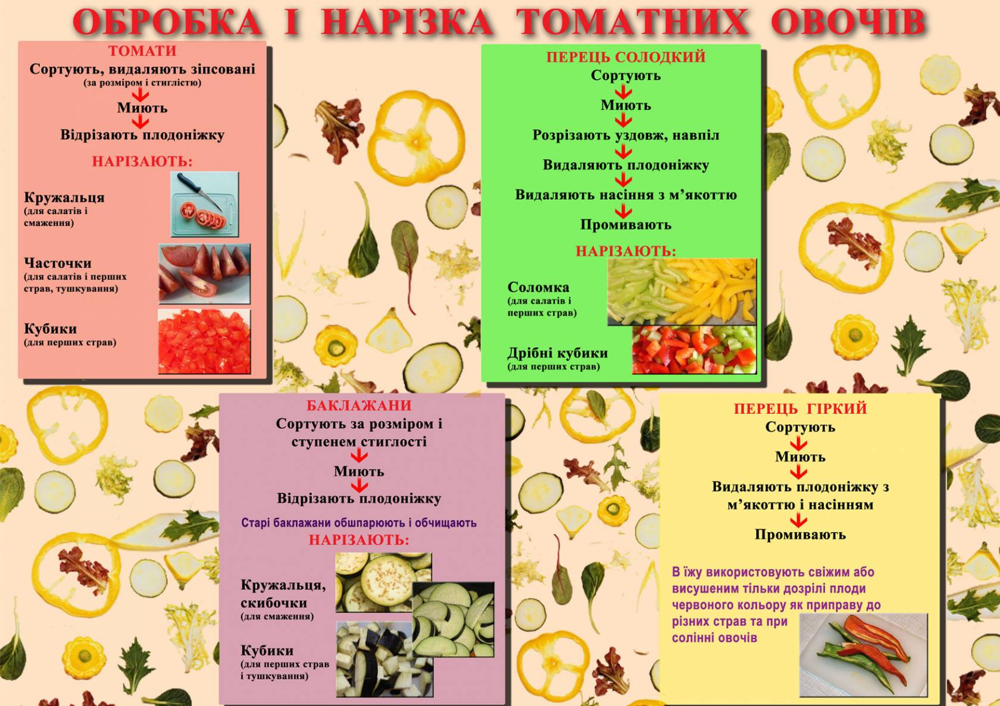 ОБРОБКА І НАРІЗКА ТОМАТНИХ ОВОЧІВ
ТОМАТИ
Сортують, видаляють зіпсовані
(за розміром і стиглістю)
Миють
Відрізають плодоніжку
НАРІЗАЮТЬ:
Кружальця
(для салатів і
смаження)
Часточки
(для салатів і перших
страв, тушкування)
Кубики
(для перших страв)
ПЕРЕЦЬ СОЛОДКИЙ
Сортують
Миють
Розрізають уздовж, навпіл
Видаляють плодоніжку
Видаляють насіння з м’якоттю
Промивають
НАРІЗАЮТЬ:
Соломка
(для салатів і
перших страв)
Дрібні кубики
(для перших страв)
БАКЛАЖАНИ
Сортують за розміром і
ступенем стиглості
Миють
Відрізають плодоніжку
Старі баклажани обшпарюють і обчищають
НАРІЗАЮТЬ:
Кружальця,
скибочки
(для смаження)
Кубики
(для перших страв
і тушкування)
ПЕРЕЦЬ ГІРКИЙ
Сортують
Миють
Видаляють плодоніжку з
м’якоттю і насінням
Промивають
В їжу використовують свіжим або
висушеним тільки дозрілі плоди
червоного кольору як приправу до
різних страв та при
солінні овочів